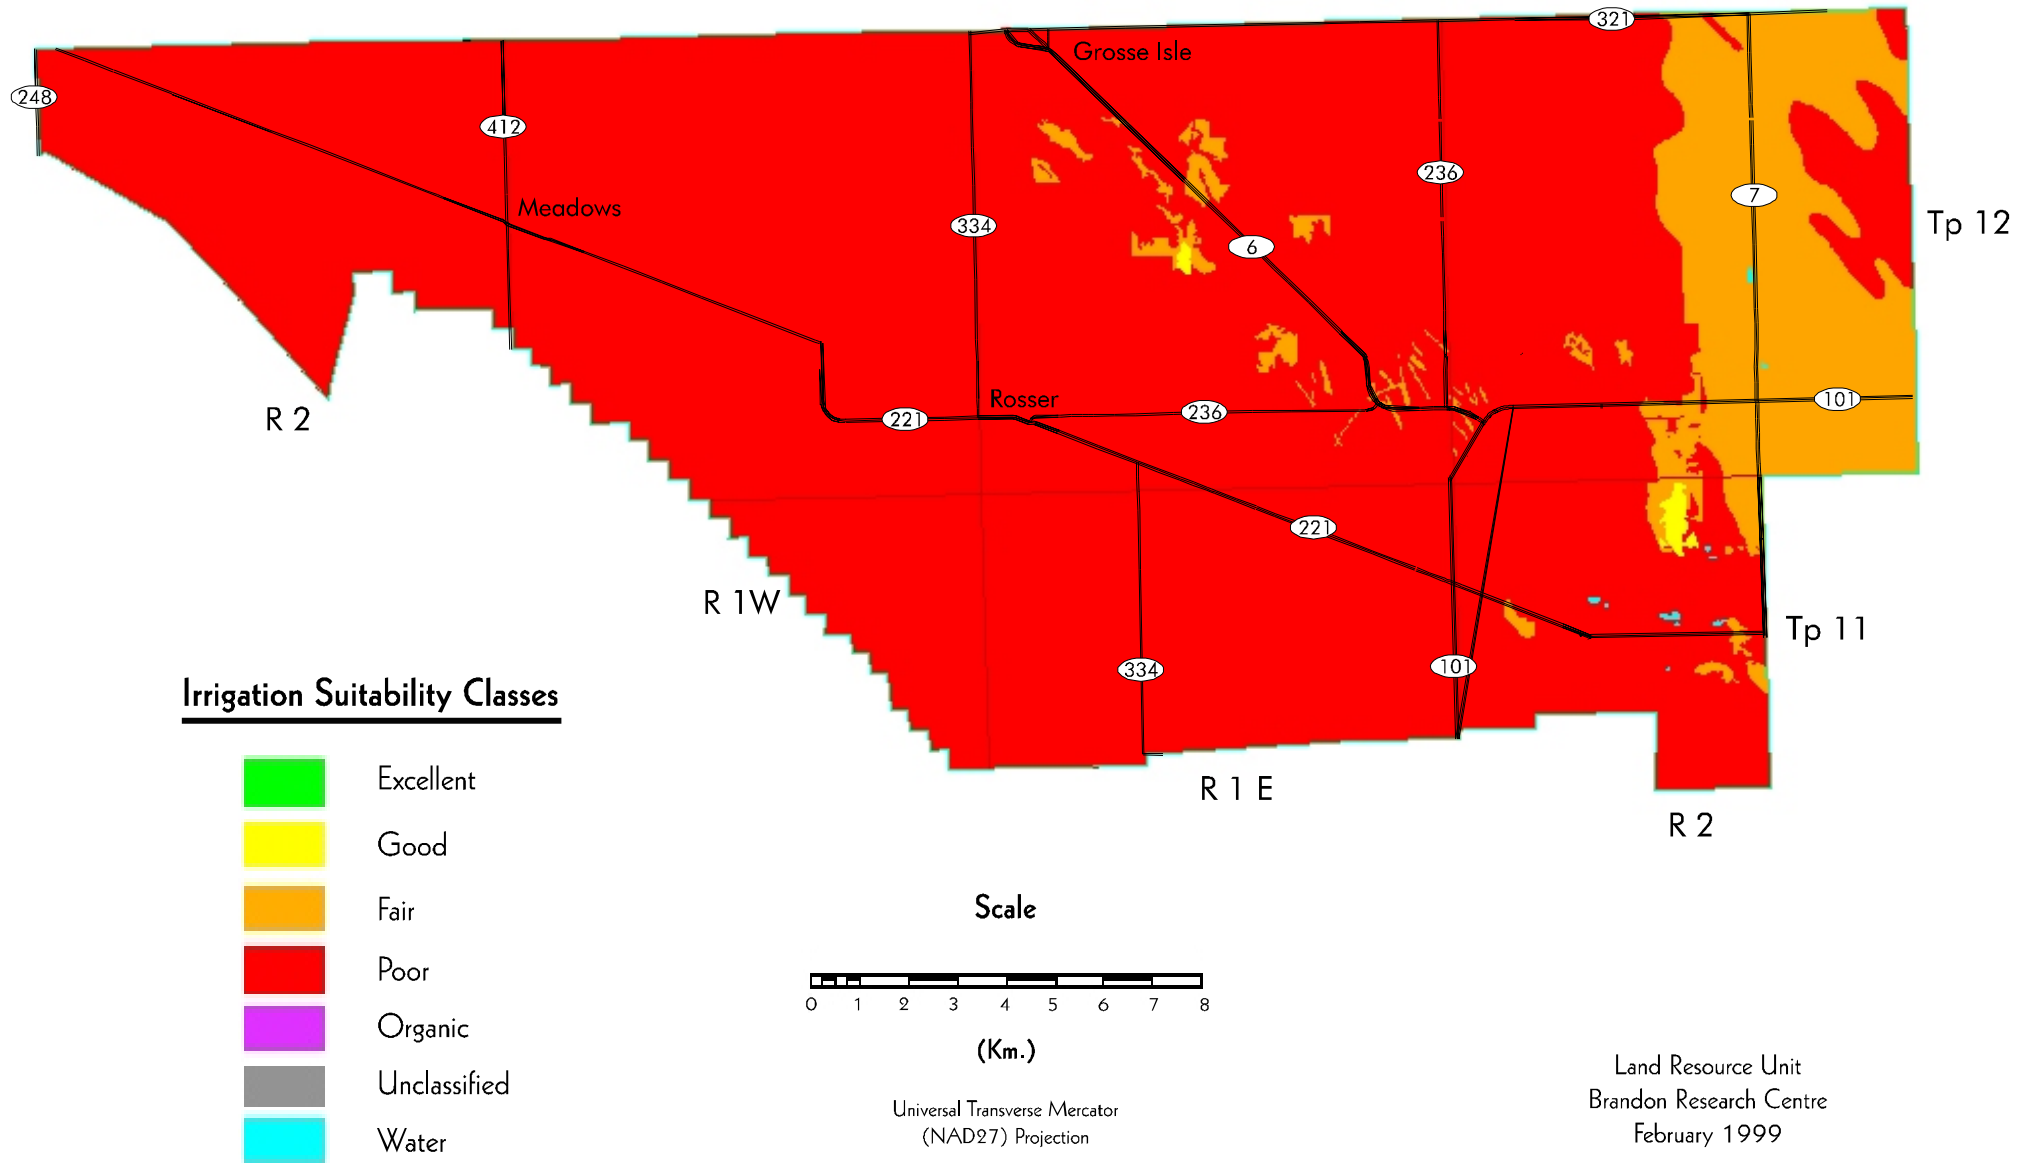 321
Grosse Isle
248
412
236
7
Meadows
334
6
Tp 12
Rosser
221
236
101
R 2
221
R 1W
Tp 11
334
101
R 1 E
R 2
Irrigation Suitability Classes
Excellent
Good
Fair
Poor
Organic
Unclassified
Water
Scale
0 1 2 3 4 5 6 7 8
(Km.)
Universal Transverse Mercator
(NAD27) Projection
Land Resource Unit
Brandon Research Centre
February 1999